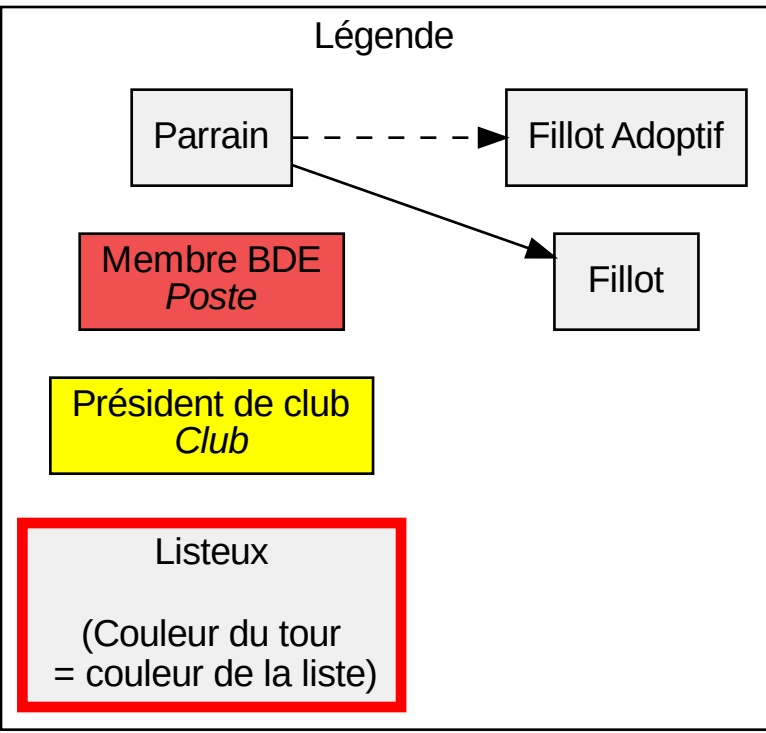 Légende
Parrain
Fillot Adoptif
Membre BDE
Poste
Fillot
Président de club
Club
Listeux
(Couleur du tour
= couleur de la liste)